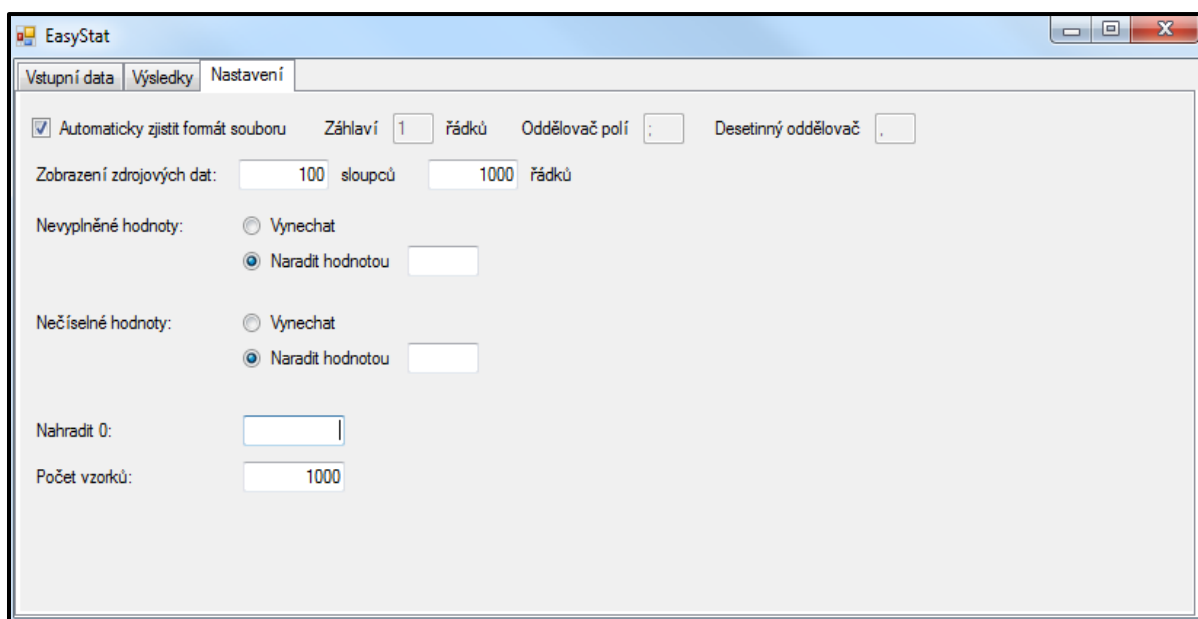 EasyStat
Vstupní data Výsledky Nastavení
Automaticky zjistit formát souboru Záhlaví 1 řádků Oddělovač polí ; Desetinný oddělovač ,
Zobrazení zdrojových dat: 100 sloupců 1000 řádků
Nevyplněné hodnoty: Vynechat
Naradit hodnotou
Nečíselné hodnoty: Vynechat
Naradit hodnotou
Nahradit 0:
Počet vzorků: 1000